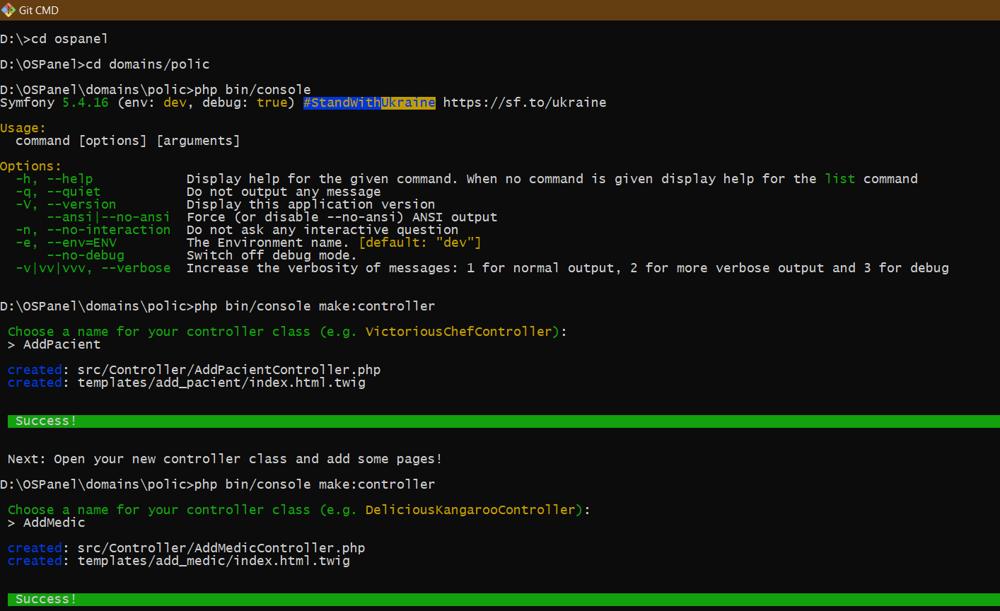 Git CMD
D:\>cd ospanel
D:\OSPanel>cd domains/polic
D:\OSPanel\domains\polic>php bin/console
Symfony 5.4.16 (env: dev, debug: true) #StandWithUkraine https://sf.to/ukraine
Usage:
  command [options] [arguments]
Options:
  -h, --help            Display help for the given command. When no command is given display help for the list command
  -q, --quiet           Do not output any message
  -V, --version         Display this application version
      --ansi|--no-ansi  Force (or disable --no-ansi) ANSI output
  -n, --no-interaction  Do not ask any interactive question
  -e, --env=ENV         The Environment name. [default: "dev"]
      --no-debug        Switch off debug mode.
  -v|vv|vvv, --verbose  Increase the verbosity of messages: 1 for normal output, 2 for more verbose output and 3 for debug
D:\OSPanel\domains\polic>php bin/console make:controller
 Choose a name for your controller class (e.g. VictoriousChefController):
 > AddPacient
 created: src/Controller/AddPacientController.php
 created: templates/add_pacient/index.html.twig
  Success!
 Next: Open your new controller class and add some pages!
D:\OSPanel\domains\polic>php bin/console make:controller
 Choose a name for your controller class (e.g. DeliciousKangarooController):
 > AddMedic
 created: src/Controller/AddMedicController.php
 created: templates/add_medic/index.html.twig
  Success!